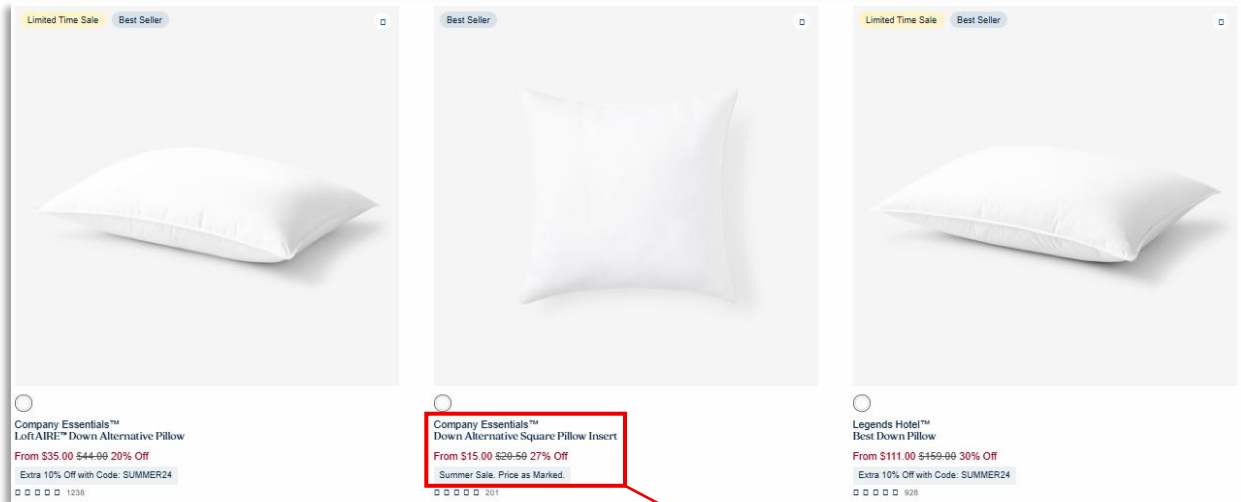 Limited Time Sale Best Seller
Best Seller
Limited Time Sale Best Seller
Company Essentials™
LoftAIRE™ Down Alternative Pillow
From $35.00 $44.00 20% Off
Extra 10% Off with Code: SUMMER24
1238
Company Essentials™
Down Alternative Square Pillow Insert
From $15.00 $20.50 27% Off
Summer Sale. Price as Marked.
201
Legends Hotel™
Best Down Pillow
From $111.00 $159.00 30% Off
Extra 10% Off with Code: SUMMER24
928